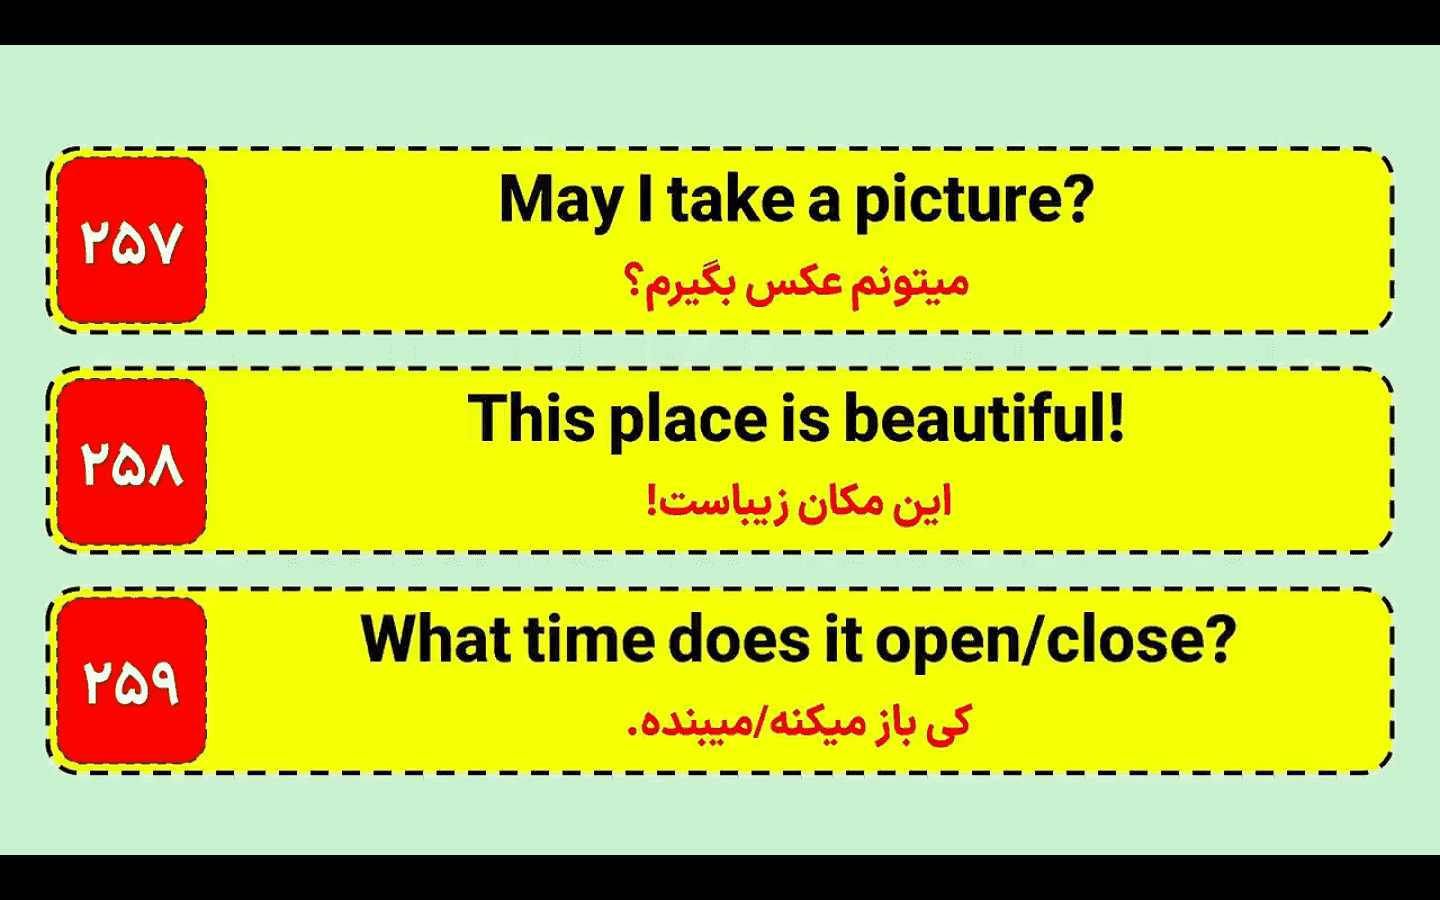 ۲۵۷
May I take a picture?
میتونم عکس بگیرم؟
۲۵۸
This place is beautiful!
این مکان زیباست!
۲۵۹
What time does it open/close?
کی باز میکنه/میبنده.